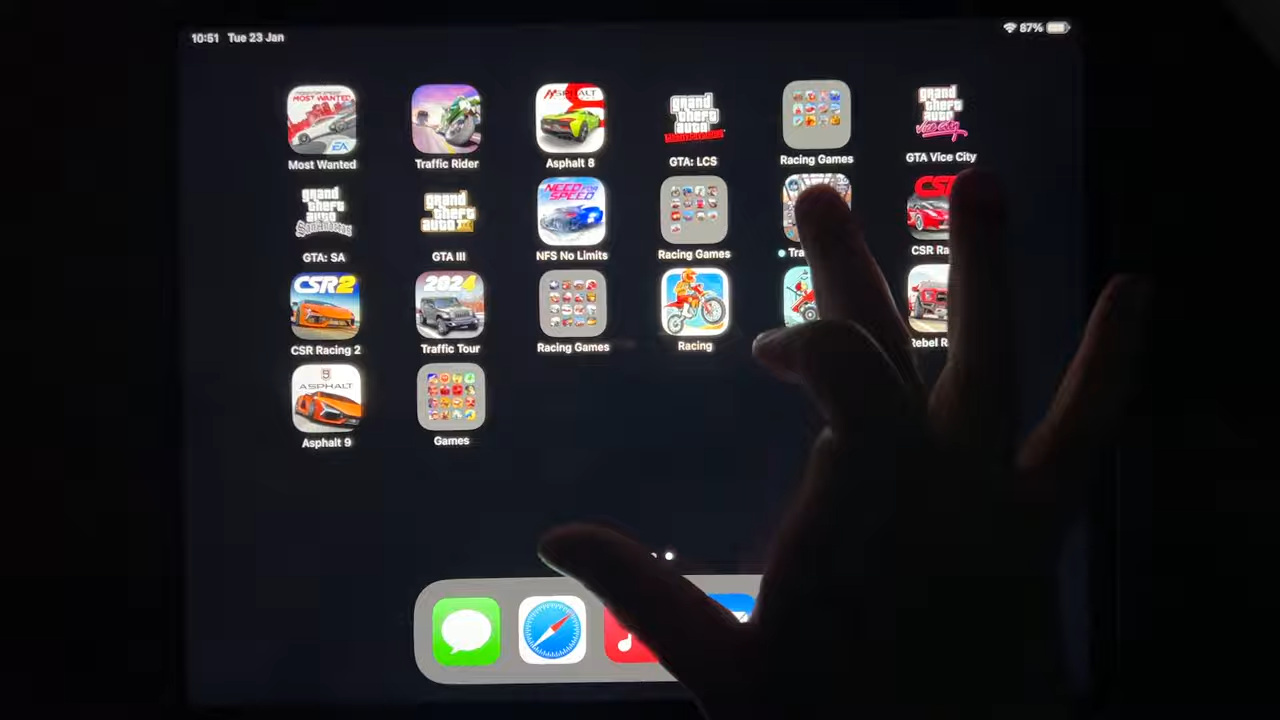 10:51 Tue 23 Jan
87%
MOST WANTED
EA
ASPHALT
grand theft auto
grand theft auto
Vice City
Most Wanted
Traffic Rider
Asphalt 8
GTA: LCS
Racing Games
GTA Vice City
grand theft auto
San Andreas
grand theft auto III
NEED FOR SPEED
CSR
GTA: SA
GTA III
NFS No Limits
Racing Games
Tra
CSR Ra
CSR2
2024
CSR Racing 2
Traffic Tour
Racing Games
Racing
Rebel R
9
ASPHALT
Asphalt 9
Games